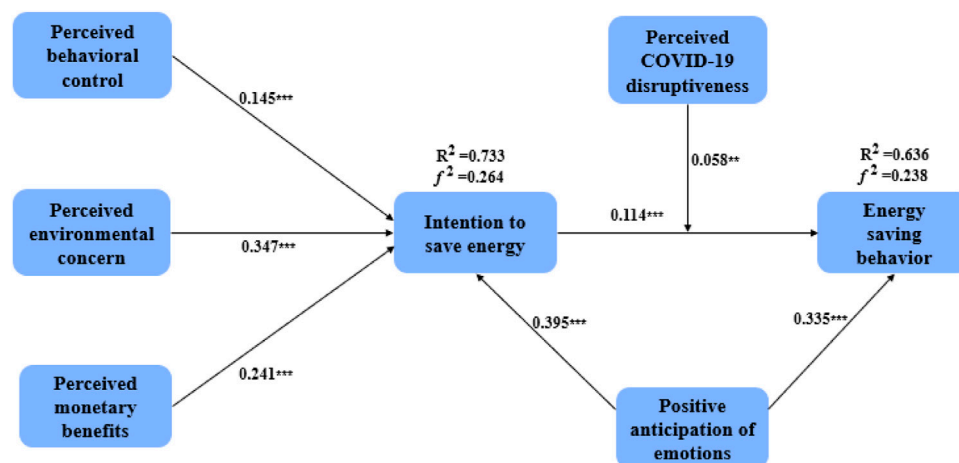 Perceived
behavioral
control
Perceived
COVID-19
disruptiveness
0.145***
0.058**
R² =0.733
f² =0.264
R² =0.636
f² =0.238
Perceived
environmental
concern
0.347***
Intention to
save energy
0.114***
Energy
saving
behavior
0.395***
0.335***
Perceived
monetary
benefits
0.241***
Positive
anticipation of
emotions